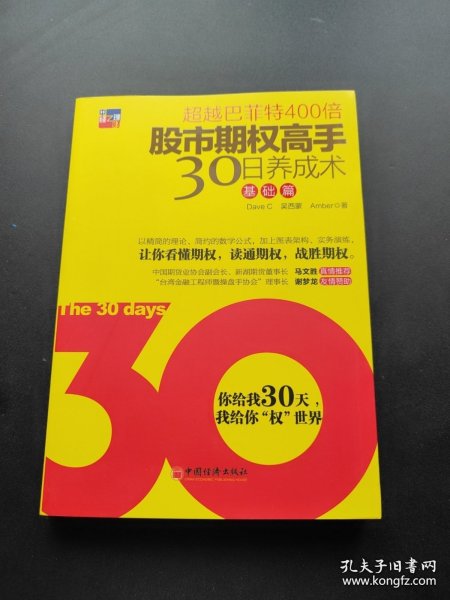 超越巴菲特400倍
股市期权高手
30日养成术
基础篇
Dave C 吴西蒙 Amber◎著
以精简的理论、简约的数学公式，加上图表架构、实务演练，
让你看懂期权，读通期权，战胜期权。
中国期货业协会副会长、新湖期货董事长 马文胜 真情推荐
“台湾金融工程师暨操盘手协会”理事长 谢梦龙 友情赞助
The 30 days
30
你给我30天，
我给你“权”世界
中国经济出版社
孔夫子旧书网
www.kongfz.com